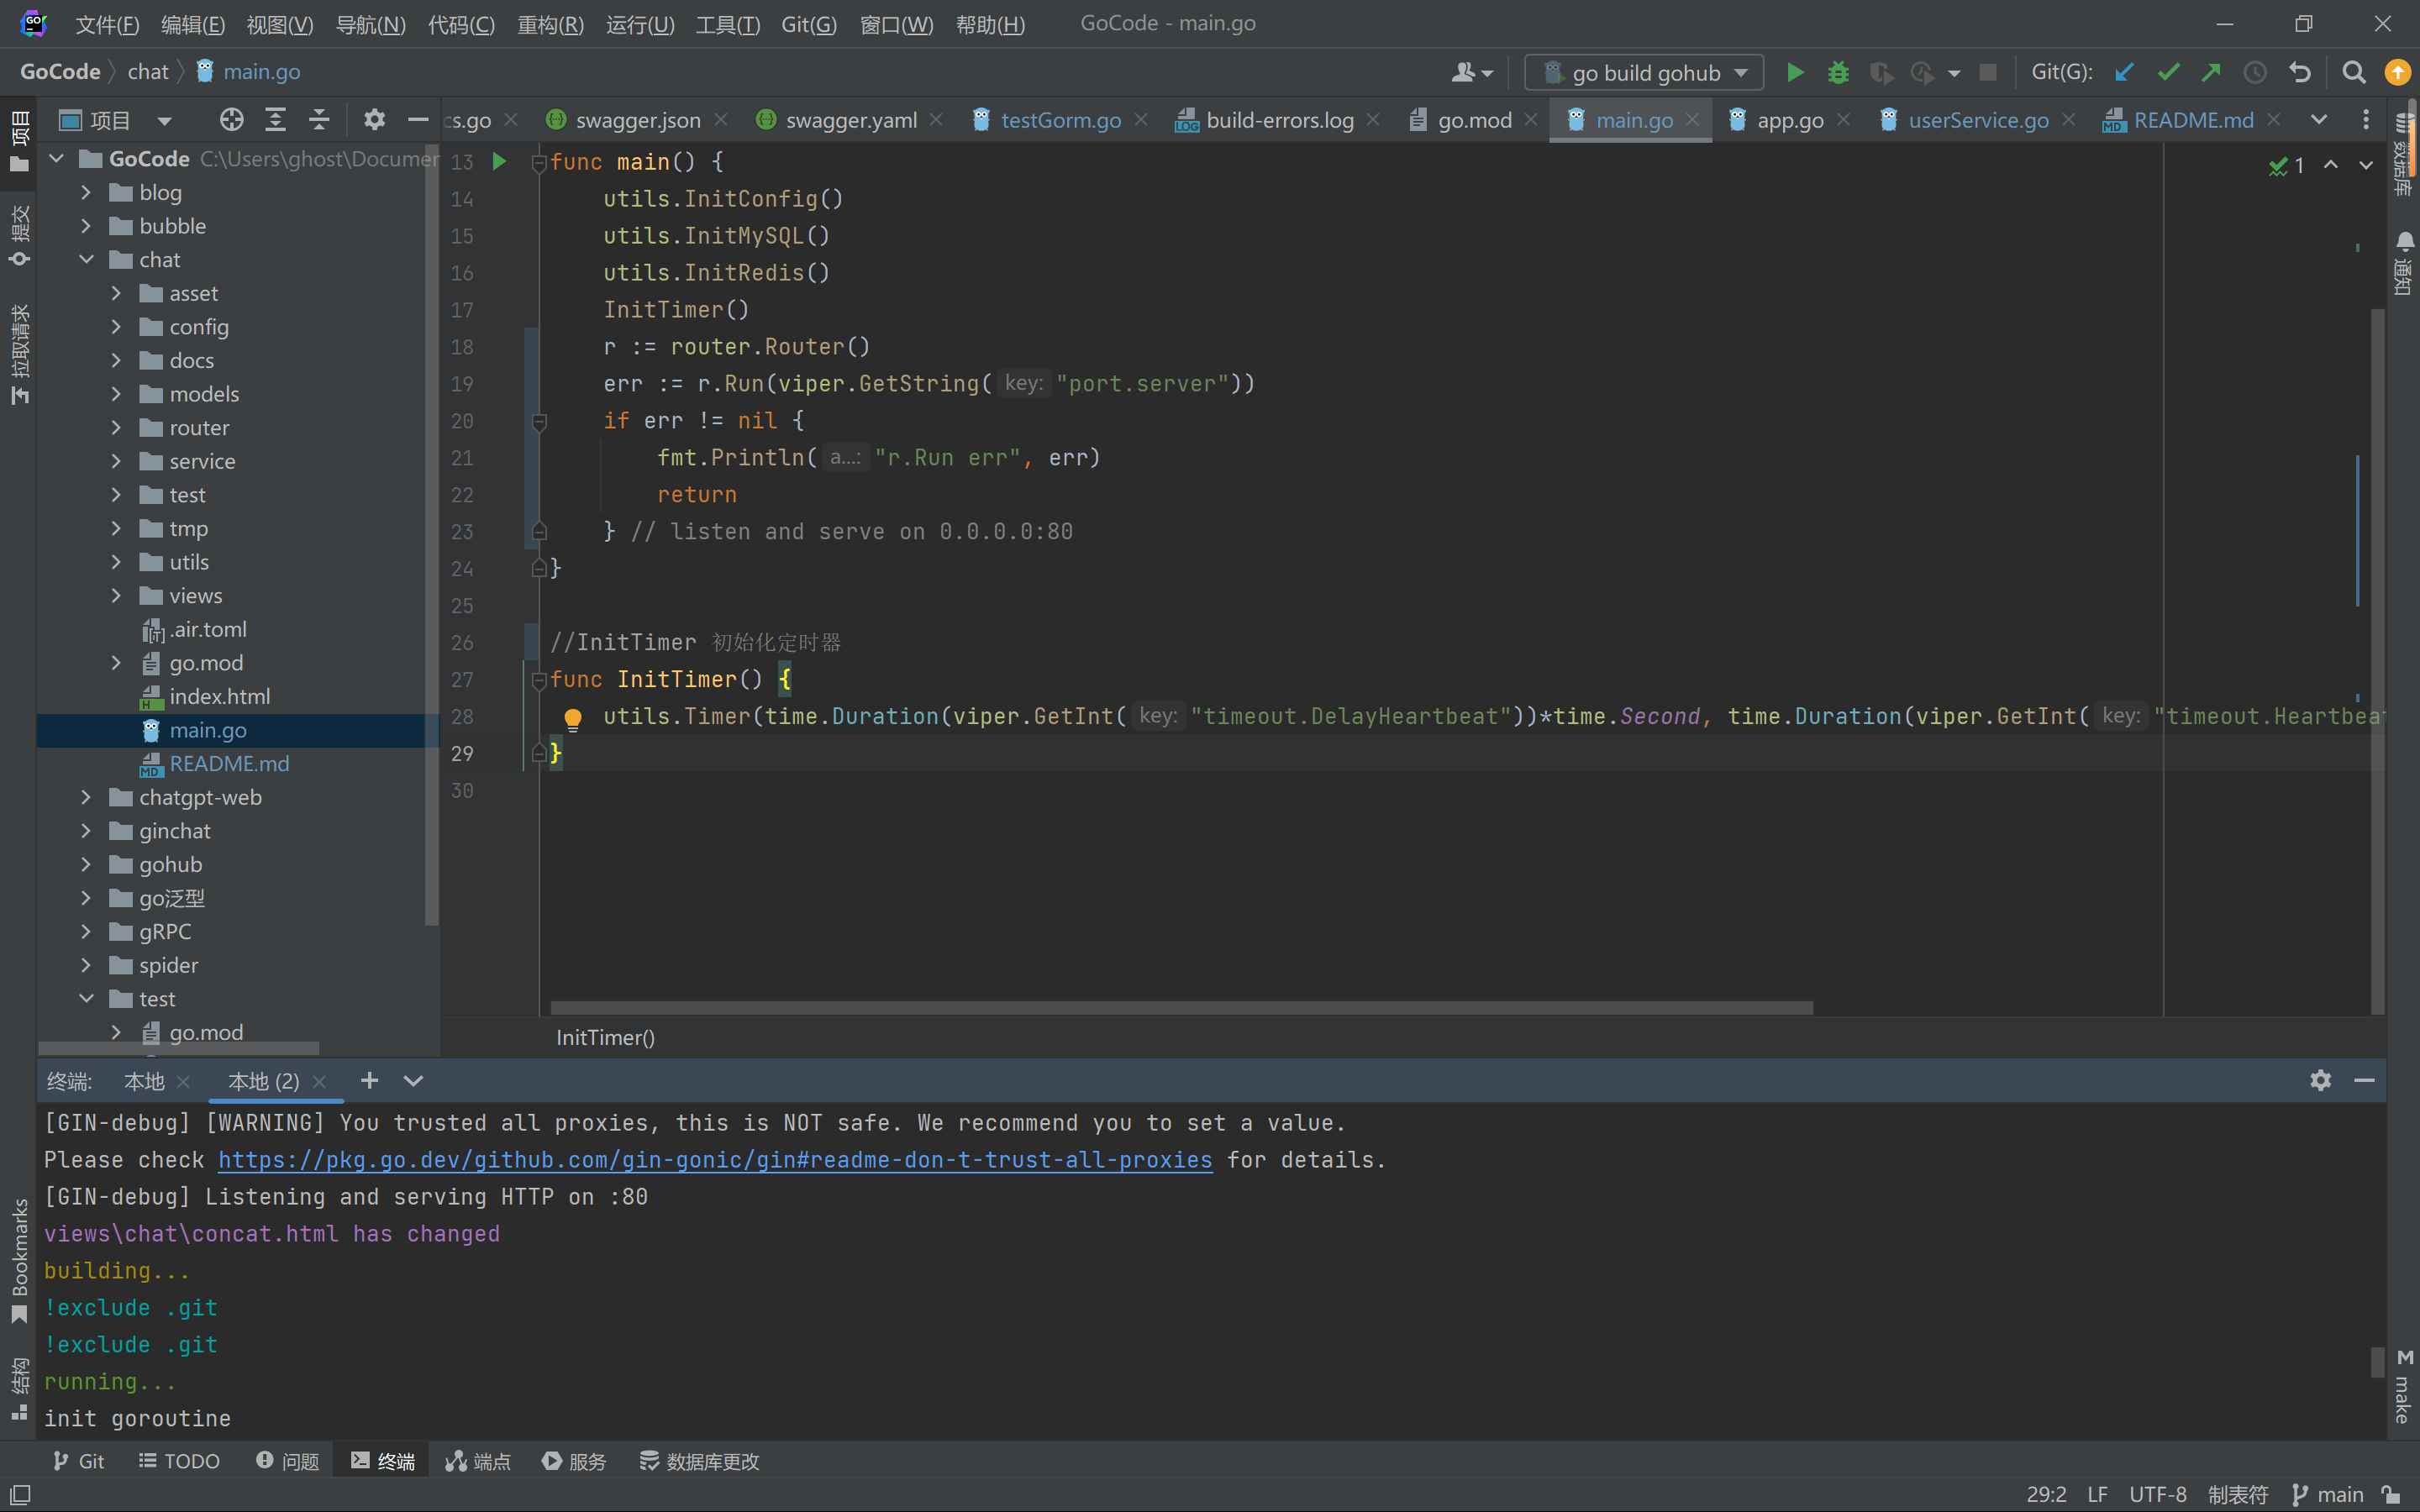 文件(F) 编辑(E) 视图(V) 导航(N) 代码(C) 重构(R) 运行(U) 工具(T) Git(G) 窗口(W) 帮助(H) GoCode - main.go
GoCode chat main.go go build gohub Git(G):
项目 cs.go swagger.json swagger.yaml testGorm.go build-errors.log go.mod main.go app.go userService.go README.md
项目
提交
拉取请求
Bookmarks
结构
GoCode C:\Users\ghost\Documen
blog
bubble
chat
asset
config
docs
models
router
service
test
tmp
utils
views
.air.toml
go.mod
index.html
main.go
README.md
chatgpt-web
ginchat
gohub
go泛型
gRPC
spider
test
go.mod
13 func main() {
14 utils.InitConfig()
15 utils.InitMySQL()
16 utils.InitRedis()
17 InitTimer()
18 r := router.Router()
19 err := r.Run(viper.GetString( key: "port.server"))
20 if err != nil {
21 fmt.Println( a...: "r.Run err", err)
22 return
23 } // listen and serve on 0.0.0.0:80
24 }
25
26 //InitTimer 初始化定时器
27 func InitTimer() {
28 utils.Timer(time.Duration(viper.GetInt( key: "timeout.DelayHeartbeat"))*time.Second, time.Duration(viper.GetInt( key: "timeout.Heartbeat
29 }
30
1
InitTimer()
数据库
通知
make
终端: 本地 本地 (2)
[GIN-debug] [WARNING] You trusted all proxies, this is NOT safe. We recommend you to set a value.
Please check https://pkg.go.dev/github.com/gin-gonic/gin#readme-don-t-trust-all-proxies for details.
[GIN-debug] Listening and serving HTTP on :80
views\chat\concat.html has changed
building...
!exclude .git
!exclude .git
running...
init goroutine
Git TODO 问题 终端 端点 服务 数据库更改
29:2 LF UTF-8 制表符 main